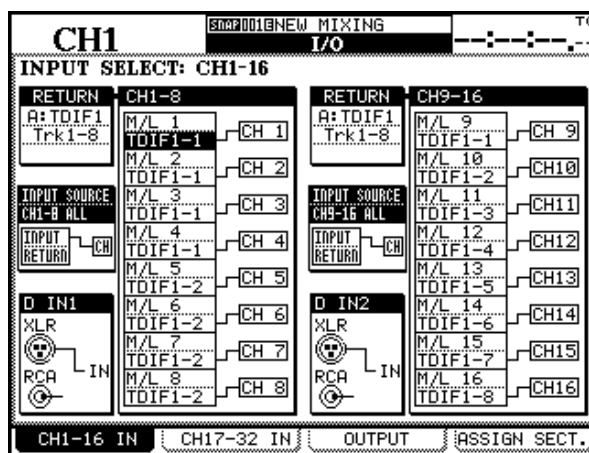 CH1
SNAP001 NEW MIXING
I/O
--:--:--.--
INPUT SELECT: CH1-16
RETURN
A:TDIF1
Trk1-8
INPUT SOURCE
CH1-8 ALL
INPUT
RETURN
CH
D IN1
XLR
RCA
IN
CH1-8
M/L 1
TDIF1-1
CH 1
M/L 2
TDIF1-1
CH 2
M/L 3
TDIF1-1
CH 3
M/L 4
TDIF1-1
CH 4
M/L 5
TDIF1-2
CH 5
M/L 6
TDIF1-2
CH 6
M/L 7
TDIF1-2
CH 7
M/L 8
TDIF1-2
CH 8
RETURN
A:TDIF1
Trk1-8
INPUT SOURCE
CH9-16 ALL
INPUT
RETURN
CH
D IN2
XLR
RCA
IN
CH9-16
M/L 9
TDIF1-1
CH 9
M/L 10
TDIF1-2
CH10
M/L 11
TDIF1-3
CH11
M/L 12
TDIF1-4
CH12
M/L 13
TDIF1-5
CH13
M/L 14
TDIF1-6
CH14
M/L 15
TDIF1-7
CH15
M/L 16
TDIF1-8
CH16
CH1-16 IN
CH17-32 IN
OUTPUT
ASSIGN SECT.